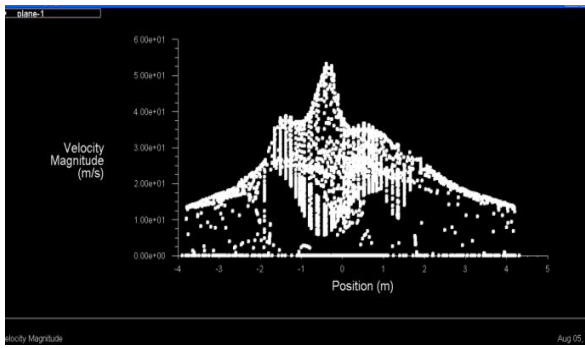 plane-1
6.00e+01
5.00e+01
4.00e+01
3.00e+01
2.00e+01
1.00e+01
0.00e+00
Velocity
Magnitude
(m/s)
-4 -3 -2 -1 0 1 2 3 4 5
Position (m)
elocity Magnitude
Aug 05,